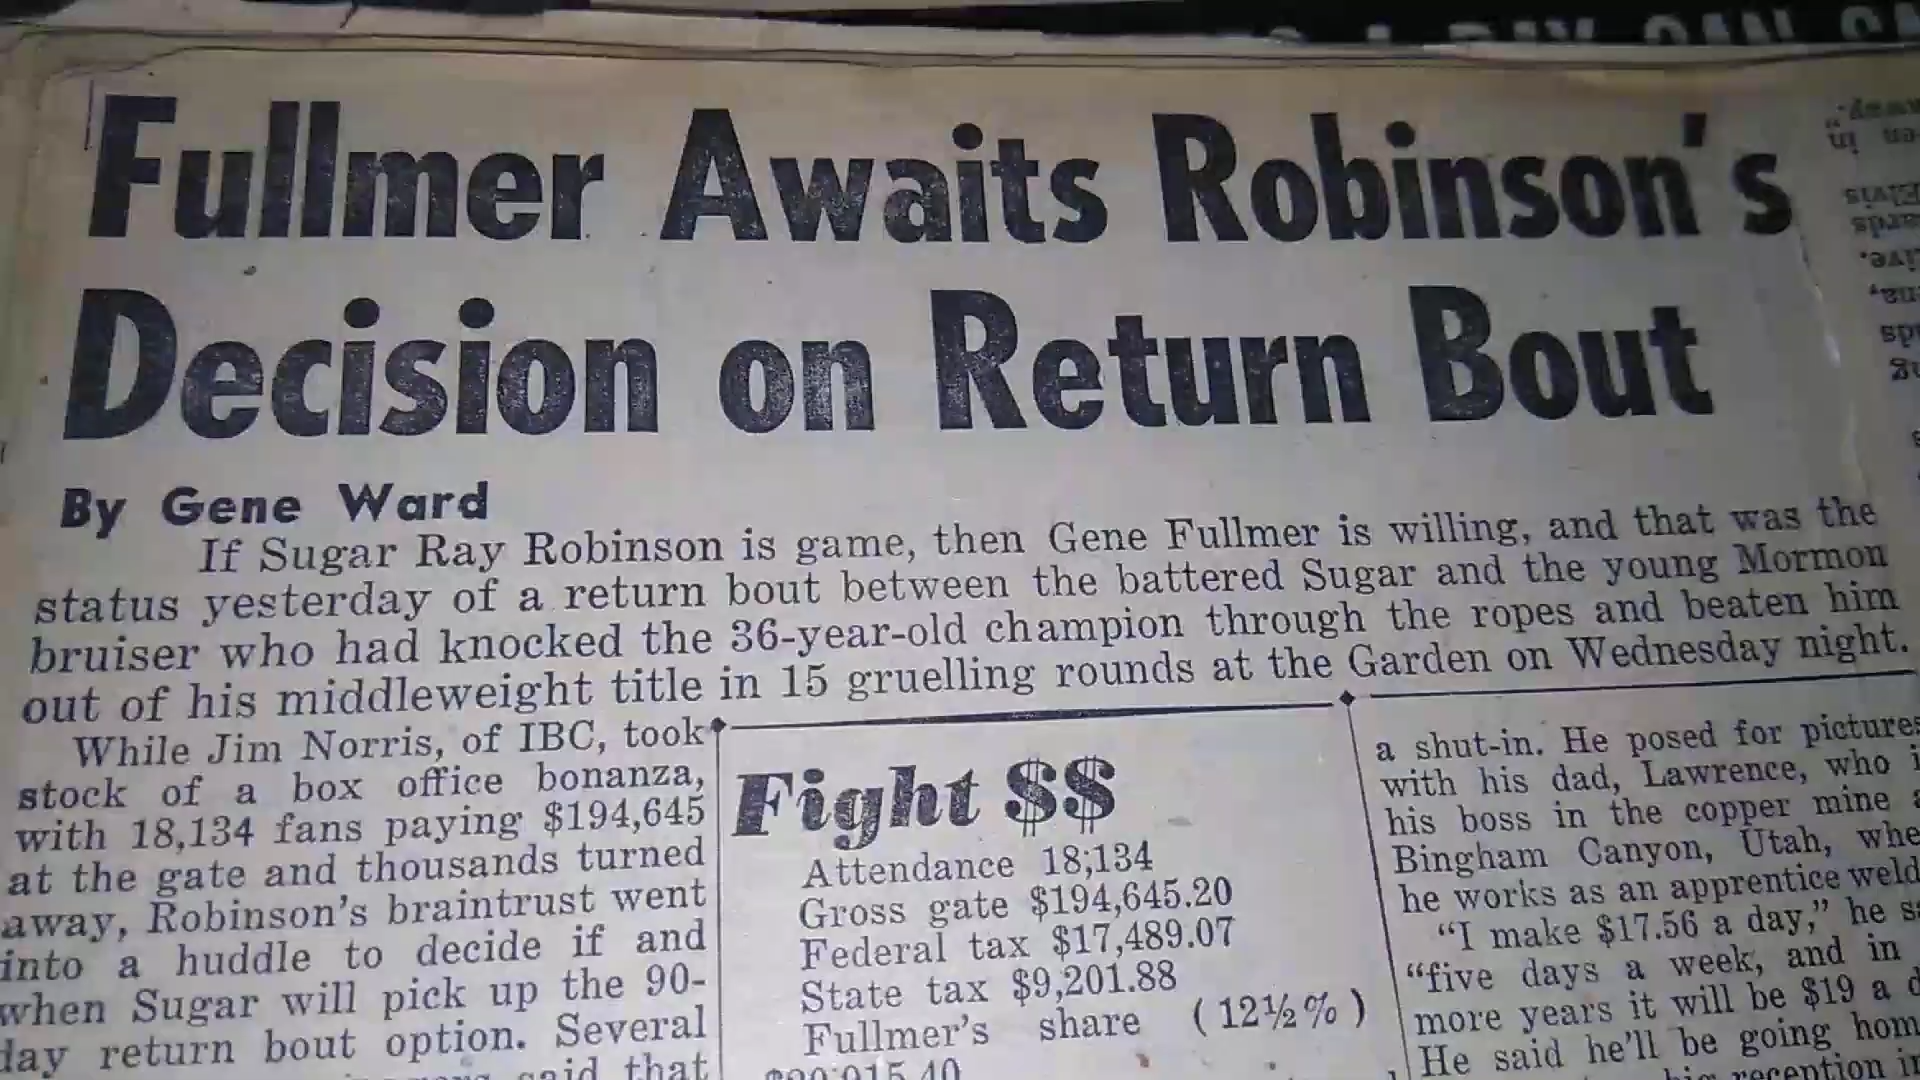 Fullmer Awaits Robinson's
Decision on Return Bout
By Gene Ward
If Sugar Ray Robinson is game, then Gene Fullmer is willing, and that was the
status yesterday of a return bout between the battered Sugar and the young Mormon
bruiser who had knocked the 36-year-old champion through the ropes and beaten him
out of his middleweight title in 15 gruelling rounds at the Garden on Wednesday night.
While Jim Norris, of IBC, took
stock of a box office bonanza,
with 18,134 fans paying $194,645
at the gate and thousands turned
away, Robinson's braintrust went
into a huddle to decide if and
when Sugar will pick up the 90-
day return bout option. Several
said that
Fight $$
Attendance 18;134
Gross gate $194,645.20
Federal tax $17,489.07
State tax $9,201.88
Fullmer's share (12½%)
a shut-in. He posed for pictures
with his dad, Lawrence, who
his boss in the copper mine
Bingham Canyon, Utah,
he works as an apprentice
"I make $17.56 a day," he
"five days a week, and in
more years it will be $19 a
He said he'll be going
reception